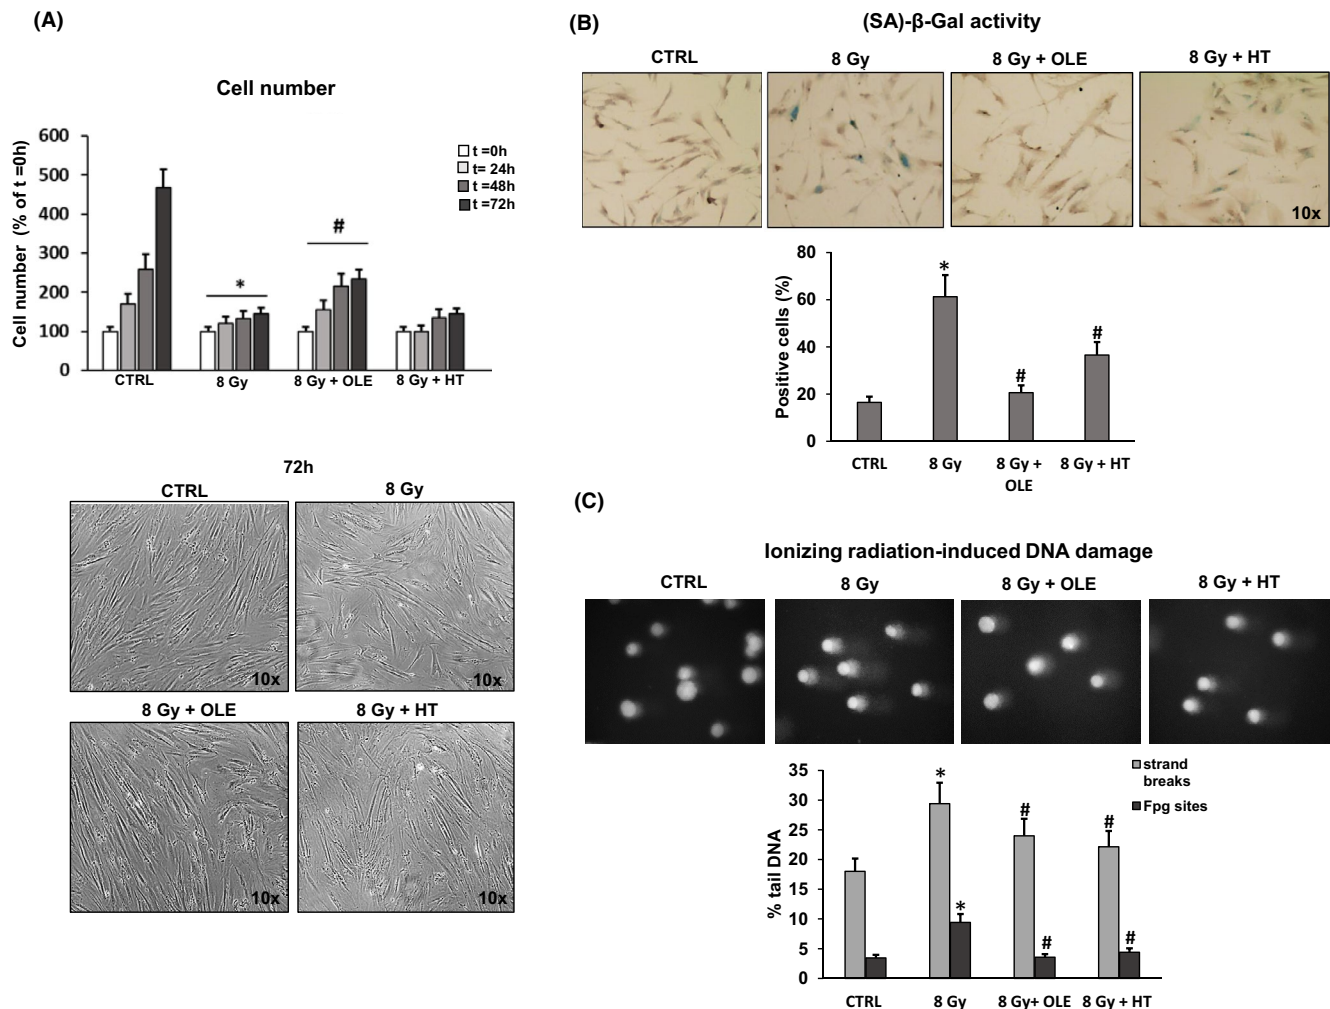 (A)
Cell number
Cell number (% of t =0h)
600
500
400
300
200
100
0
t =0h
t= 24h
t =48h
t =72h
*
#
CTRL
8 Gy
8 Gy + OLE
8 Gy + HT
72h
CTRL
8 Gy
10x
10x
8 Gy + OLE
8 Gy + HT
10x
10x
(B)
(SA)-β-Gal activity
CTRL
8 Gy
8 Gy + OLE
8 Gy + HT
10x
Positive cells (%)
80
60
40
20
0
*
#
#
CTRL
8 Gy
8 Gy +
OLE
8 Gy + HT
(C)
Ionizing radiation-induced DNA damage
CTRL
8 Gy
8 Gy + OLE
8 Gy + HT
% tail DNA
35
30
25
20
15
10
5
0
strand
breaks
Fpg sites
*
*
#
#
#
#
CTRL
8 Gy
8 Gy+ OLE
8 Gy + HT